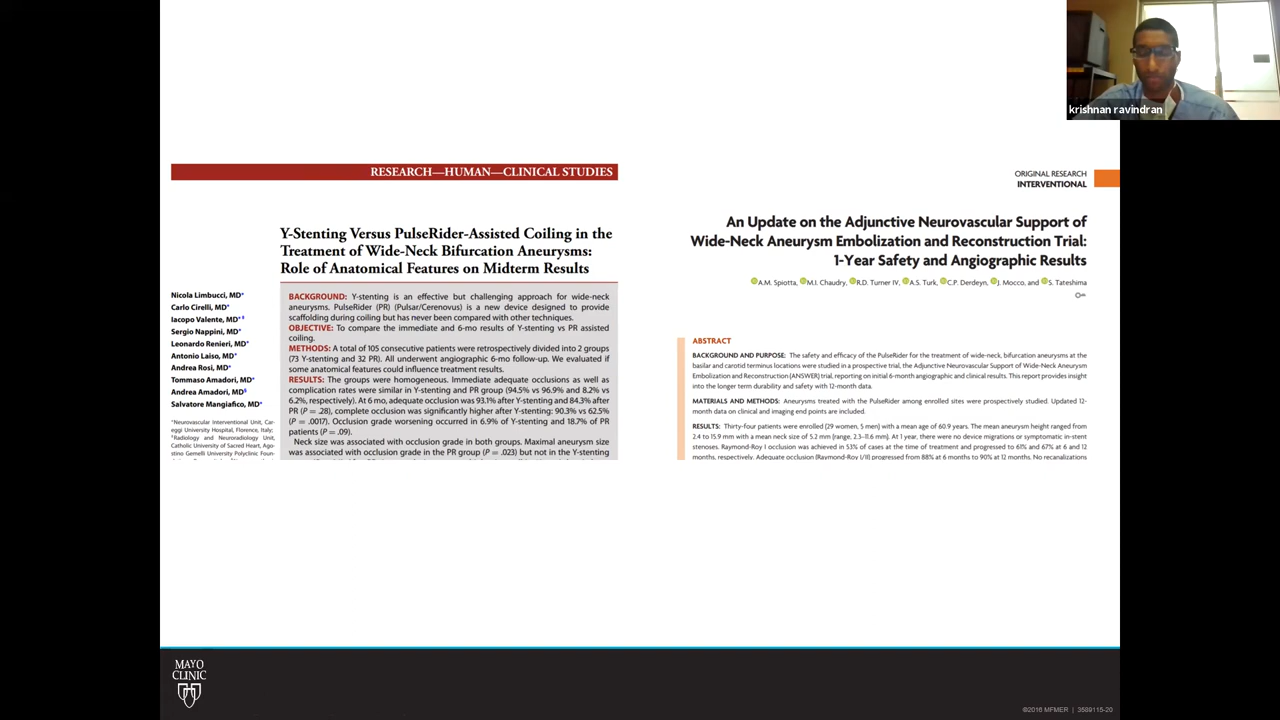 krishnan ravindran
RESEARCH—HUMAN—CLINICAL STUDIES
Y-Stenting Versus PulseRider-Assisted Coiling in the
Treatment of Wide-Neck Bifurcation Aneurysms:
Role of Anatomical Features on Midterm Results
Nicola Limbucci, MD*
Carlo Cirelli, MD*
Iacopo Valente, MD*‡
Sergio Nappini, MD*
Leonardo Renieri, MD*
Antonio Laiso, MD*
Andrea Rosi, MD*
Tommaso Amadori, MD*
Andrea Amadori, MD§
Salvatore Mangiafico, MD*
*Neurovascular Interventional Unit, Car-
eggi University Hospital, Florence, Italy;
‡Radiology and Neuroradiology Unit,
Catholic University of Sacred Heart, Ago-
stino Gemelli University Polyclinic Foun-
BACKGROUND: Y-stenting is an effective but challenging approach for wide-neck
aneurysms. PulseRider (PR) (Pulsar/Cerenovus) is a new device designed to provide
scaffolding during coiling but has never been compared with other techniques.
OBJECTIVE: To compare the immediate and 6-mo results of Y-stenting vs PR assisted
coiling.
METHODS: A total of 105 consecutive patients were retrospectively divided into 2 groups
(73 Y-stenting and 32 PR). All underwent angiographic 6-mo follow-up. We evaluated if
some anatomical features could influence treatment results.
RESULTS: The groups were homogeneous. Immediate adequate occlusions as well as
complication rates were similar in Y-stenting and PR group (94.5% vs 96.9% and 8.2% vs
6.2%, respectively). At 6 mo, adequate occlusion was 93.1% after Y-stenting and 84.3% after
PR (P = .28), complete occlusion was significantly higher after Y-stenting: 90.3% vs 62.5%
(P = .0017). Occlusion grade worsening occurred in 6.9% of Y-stenting and 18.7% of PR
patients (P = .09).
Neck size was associated with occlusion grade in both groups. Maximal aneurysm size
was associated with occlusion grade in the PR group (P = .023) but not in the Y-stenting
ORIGINAL RESEARCH
INTERVENTIONAL
An Update on the Adjunctive Neurovascular Support of
Wide-Neck Aneurysm Embolization and Reconstruction Trial:
1-Year Safety and Angiographic Results
A.M. Spiotta, M.I. Chaudry, R.D. Turner IV, A.S. Turk, C.P. Derdeyn, J. Mocco, and S. Tateshima
ABSTRACT
BACKGROUND AND PURPOSE: The safety and efficacy of the PulseRider for the treatment of wide-neck, bifurcation aneurysms at the
basilar and carotid terminus locations were studied in a prospective trial, the Adjunctive Neurovascular Support of Wide-Neck Aneurysm
Embolization and Reconstruction (ANSWER) trial, reporting on initial 6-month angiographic and clinical results. This report provides insight
into the longer term durability and safety with 12-month data.
MATERIALS AND METHODS: Aneurysms treated with the PulseRider among enrolled sites were prospectively studied. Updated 12-
month data on clinical and imaging end points are included.
RESULTS: Thirty-four patients were enrolled (29 women, 5 men) with a mean age of 60.9 years. The mean aneurysm height ranged from
2.4 to 15.9 mm with a mean neck size of 5.2 mm (range, 2.3–11.6 mm). At 1 year, there were no device migrations or symptomatic in-stent
stenoses. Raymond-Roy I occlusion was achieved in 53% of cases at the time of treatment and progressed to 61% and 67% at 6 and 12
months, respectively. Adequate occlusion (Raymond-Roy I/II) progressed from 88% at 6 months to 90% at 12 months. No recanalizations
MAYO
CLINIC
©2016 MFMER | 3589115-20